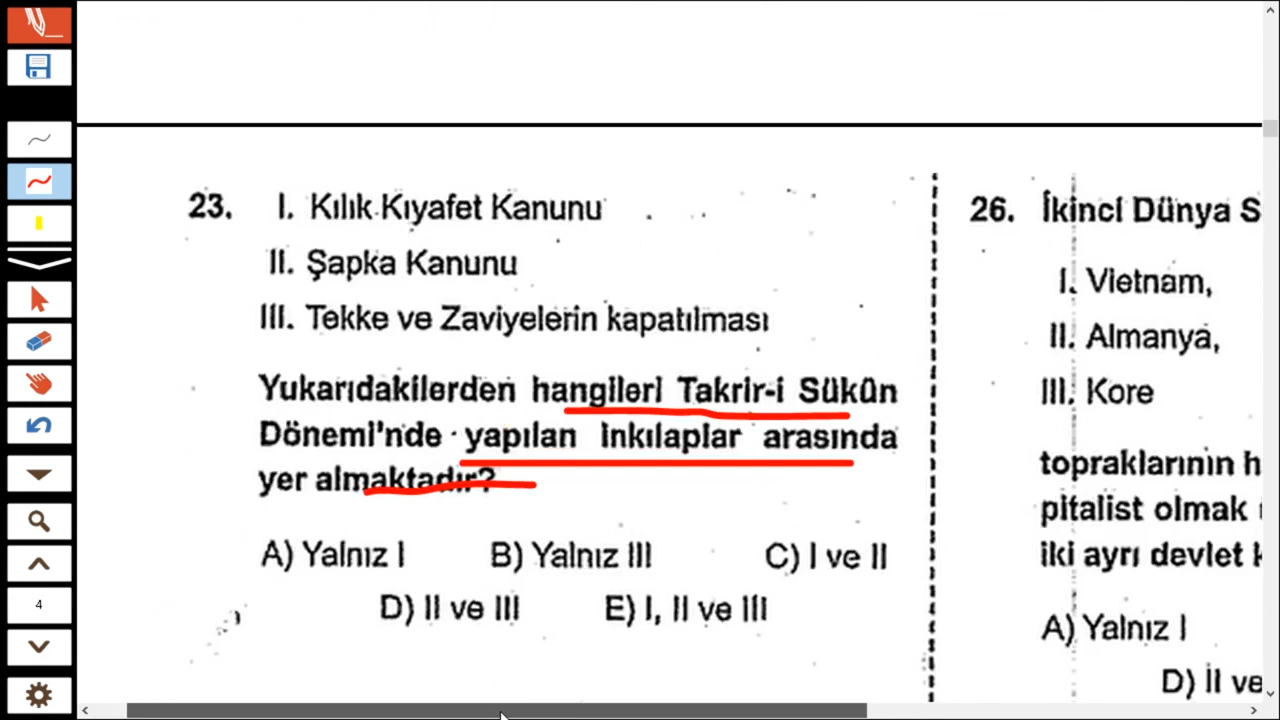 23. I. Kılık Kıyafet Kanunu
II. Şapka Kanunu
III. Tekke ve Zaviyelerin kapatılması
Yukarıdakilerden hangileri Takrir-i Sükûn
Dönemi'nde yapılan inkılaplar arasında
yer almaktadır?
A) Yalnız I B) Yalnız III C) I ve II
D) II ve III E) I, II ve III
26. İkinci Dünya S
I. Vietnam,
II. Almanya,
III. Kore
topraklarının h
pitalist olmak
iki ayrı devlet k
A) Yalnız I
D) II ve
4